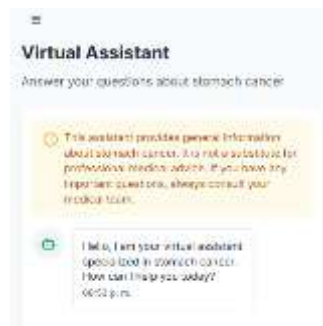 Virtual Assistant
Answer your questions about stomach cancer
This assistant provides general information
about stomach cancer. It is not a substitute for
professional medical advice. If you have any
important questions, always consult your
medical team.
Hello, I am your virtual assistant
specialized in stomach cancer.
How can I help you today?
06:52 p. m.